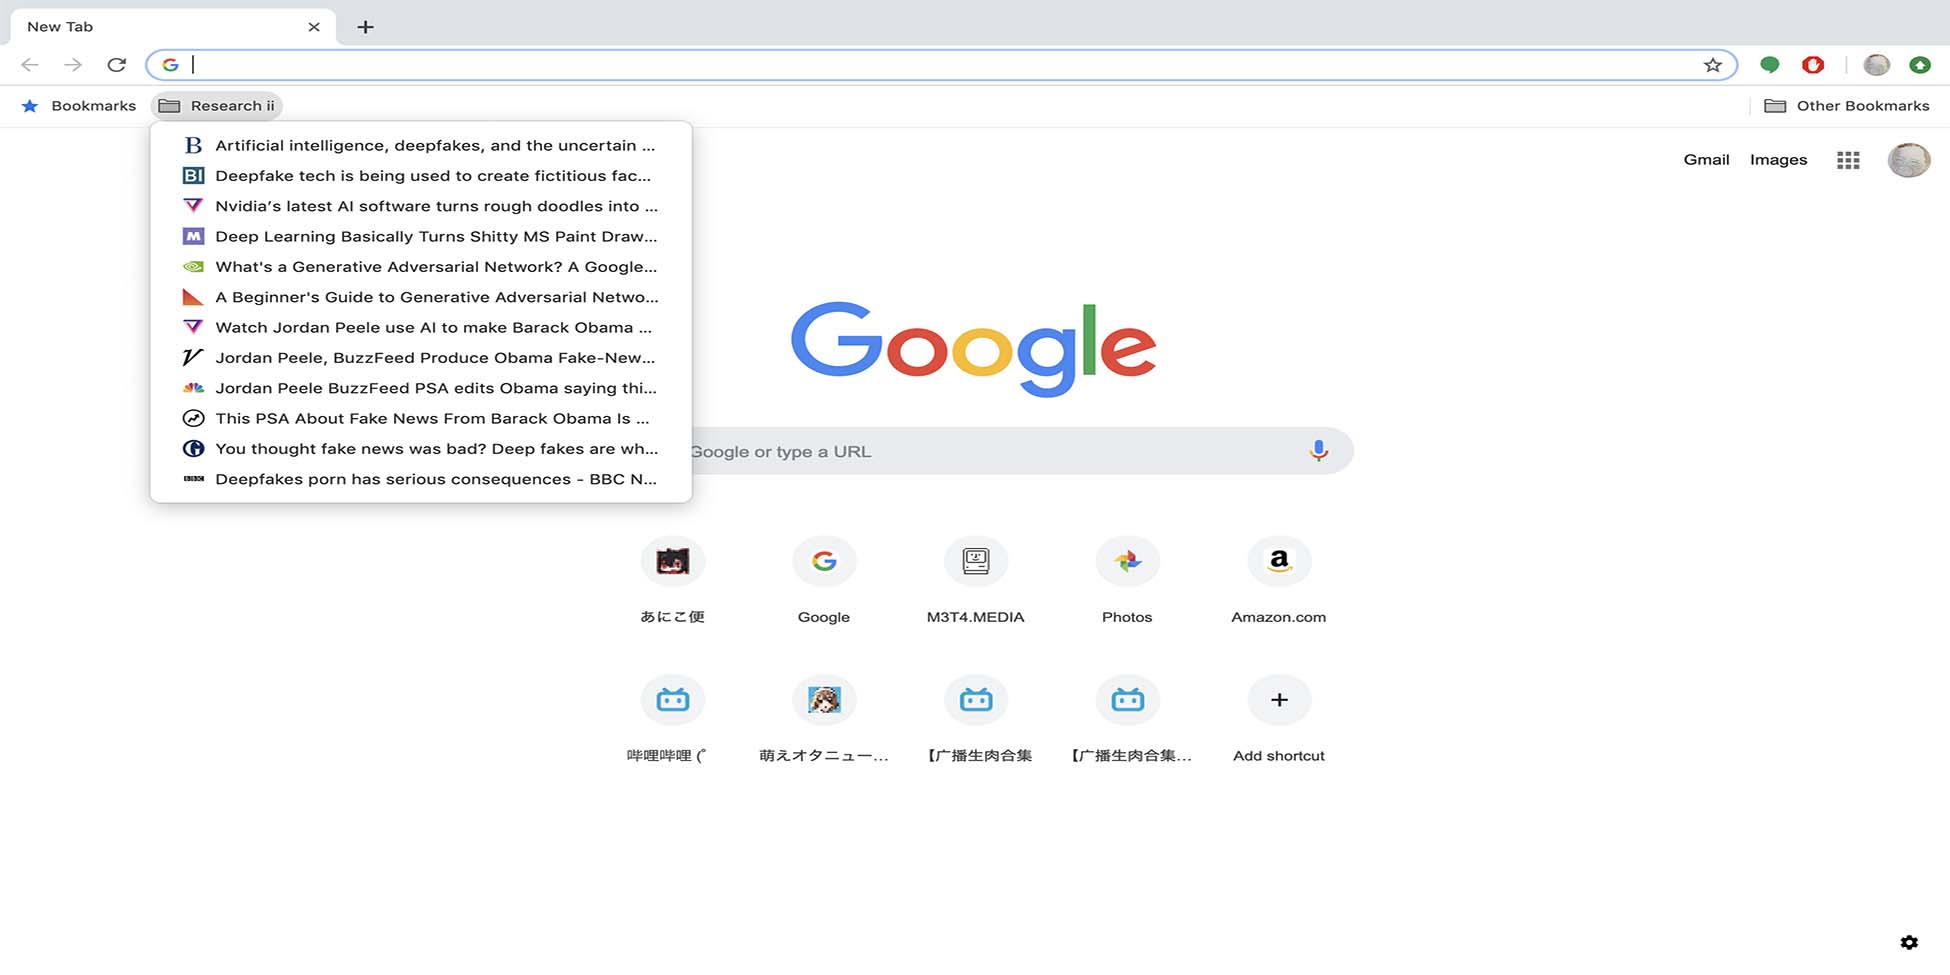 New Tab
Bookmarks
Research ii
Other Bookmarks
Artificial intelligence, deepfakes, and the uncertain ...
Deepfake tech is being used to create fictitious fac...
Nvidia’s latest AI software turns rough doodles into ...
Deep Learning Basically Turns Shitty MS Paint Draw...
What's a Generative Adversarial Network? A Google...
A Beginner's Guide to Generative Adversarial Netwo...
Watch Jordan Peele use AI to make Barack Obama ...
Jordan Peele, BuzzFeed Produce Obama Fake-New...
Jordan Peele BuzzFeed PSA edits Obama saying thi...
This PSA About Fake News From Barack Obama Is ...
You thought fake news was bad? Deep fakes are wh...
Deepfakes porn has serious consequences - BBC N...
Gmail Images
Google
Google or type a URL
あにこ便
Google
M3T4.MEDIA
Photos
Amazon.com
哔哩哔哩 (゜
萌えオタニュー...
【广播生肉合集
【广播生肉合集...
Add shortcut